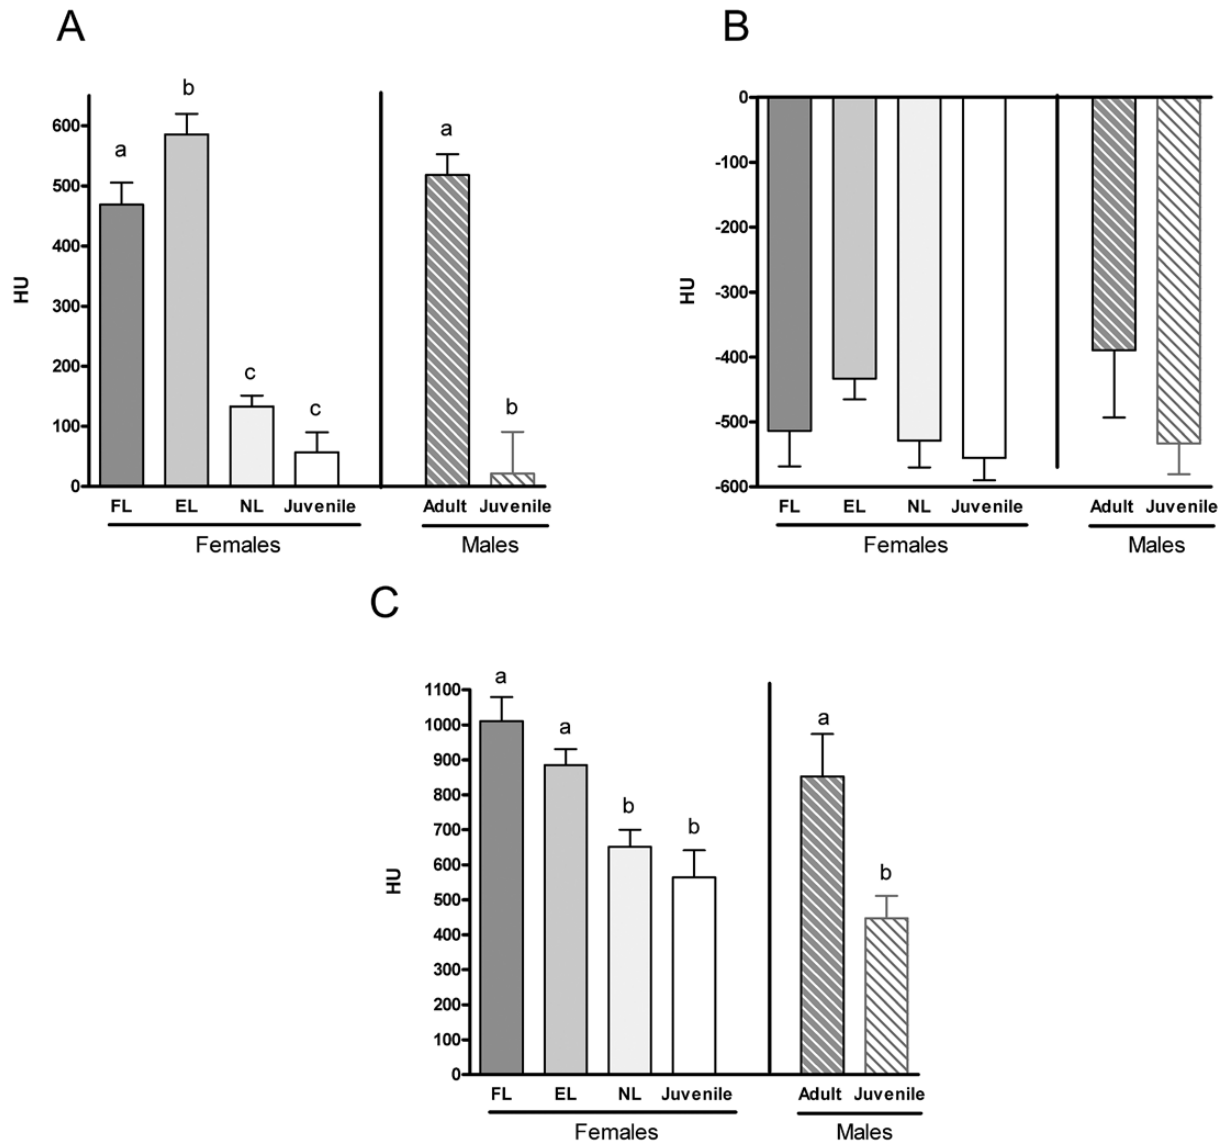 A
b
a
a
c
c
b
600
500
400
300
200
100
0
HU
FL EL NL Juvenile Adult Juvenile
Females Males
B
0
-100
-200
-300
-400
-500
-600
HU
FL EL NL Juvenile Adult Juvenile
Females Males
C
a
a
a
b
b
b
1100
1000
900
800
700
600
500
400
300
200
100
0
HU
FL EL NL Juvenile Adult Juvenile
Females Males